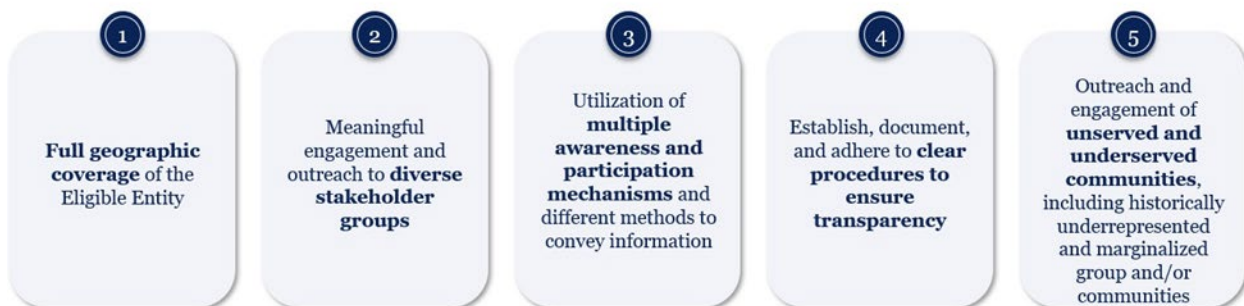 1
Full geographic
coverage of the
Eligible Entity
2
Meaningful
engagement and
outreach to diverse
stakeholder
groups
3
Utilization of
multiple
awareness and
participation
mechanisms and
different methods to
convey information
4
Establish, document,
and adhere to clear
procedures to
ensure
transparency
5
Outreach and
engagement of
unserved and
underserved
communities,
including historically
underrepresented
and marginalized
group and/or
communities